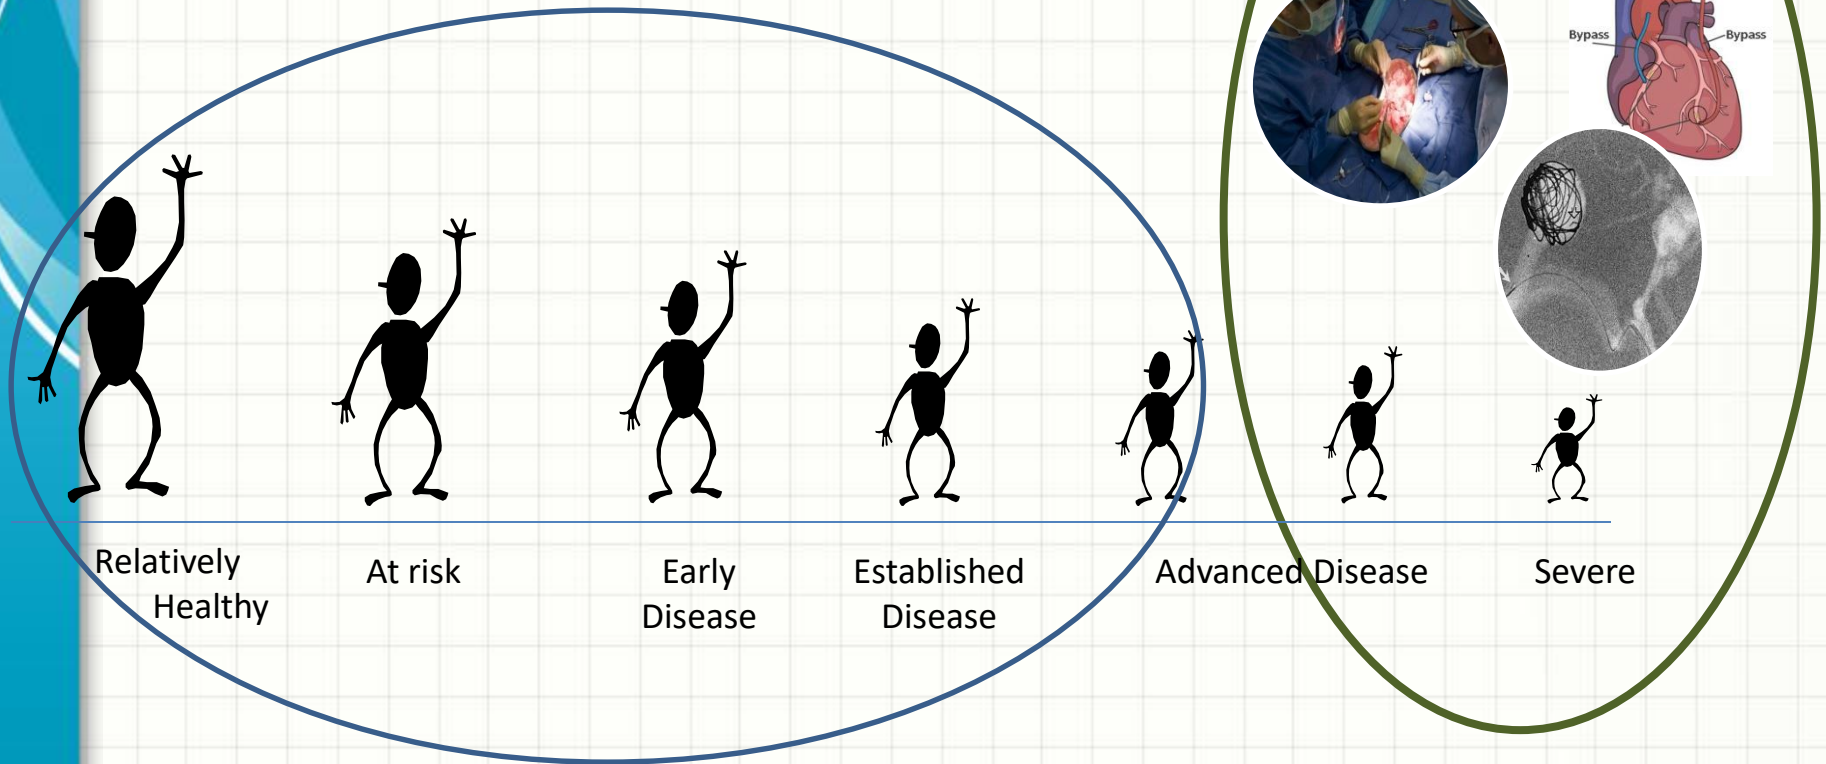 Bypass
Bypass
Relatively
Healthy
At risk
Early
Disease
Established
Disease
Advanced Disease
Severe